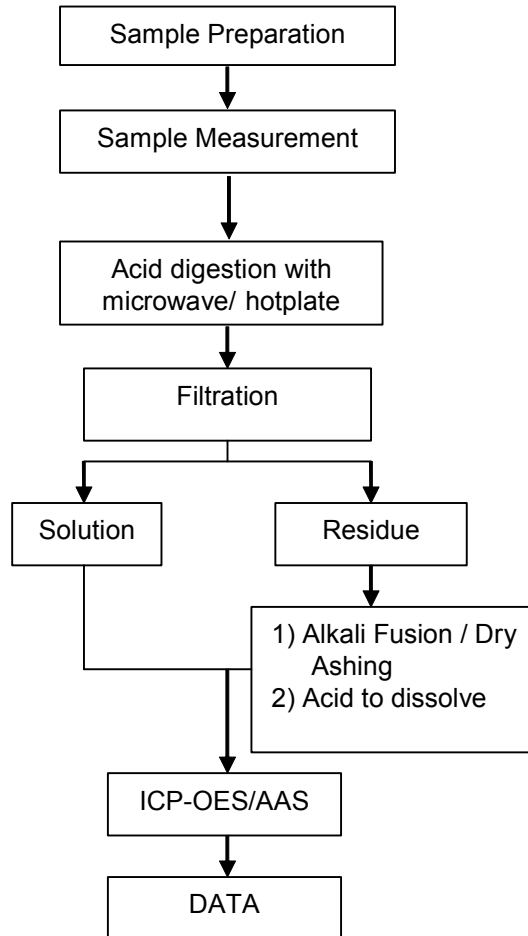 Sample Preparation
Sample Measurement
Acid digestion with
microwave/ hotplate
Filtration
Solution
Residue
1) Alkali Fusion / Dry
Ashing
2) Acid to dissolve
ICP-OES/AAS
DATA